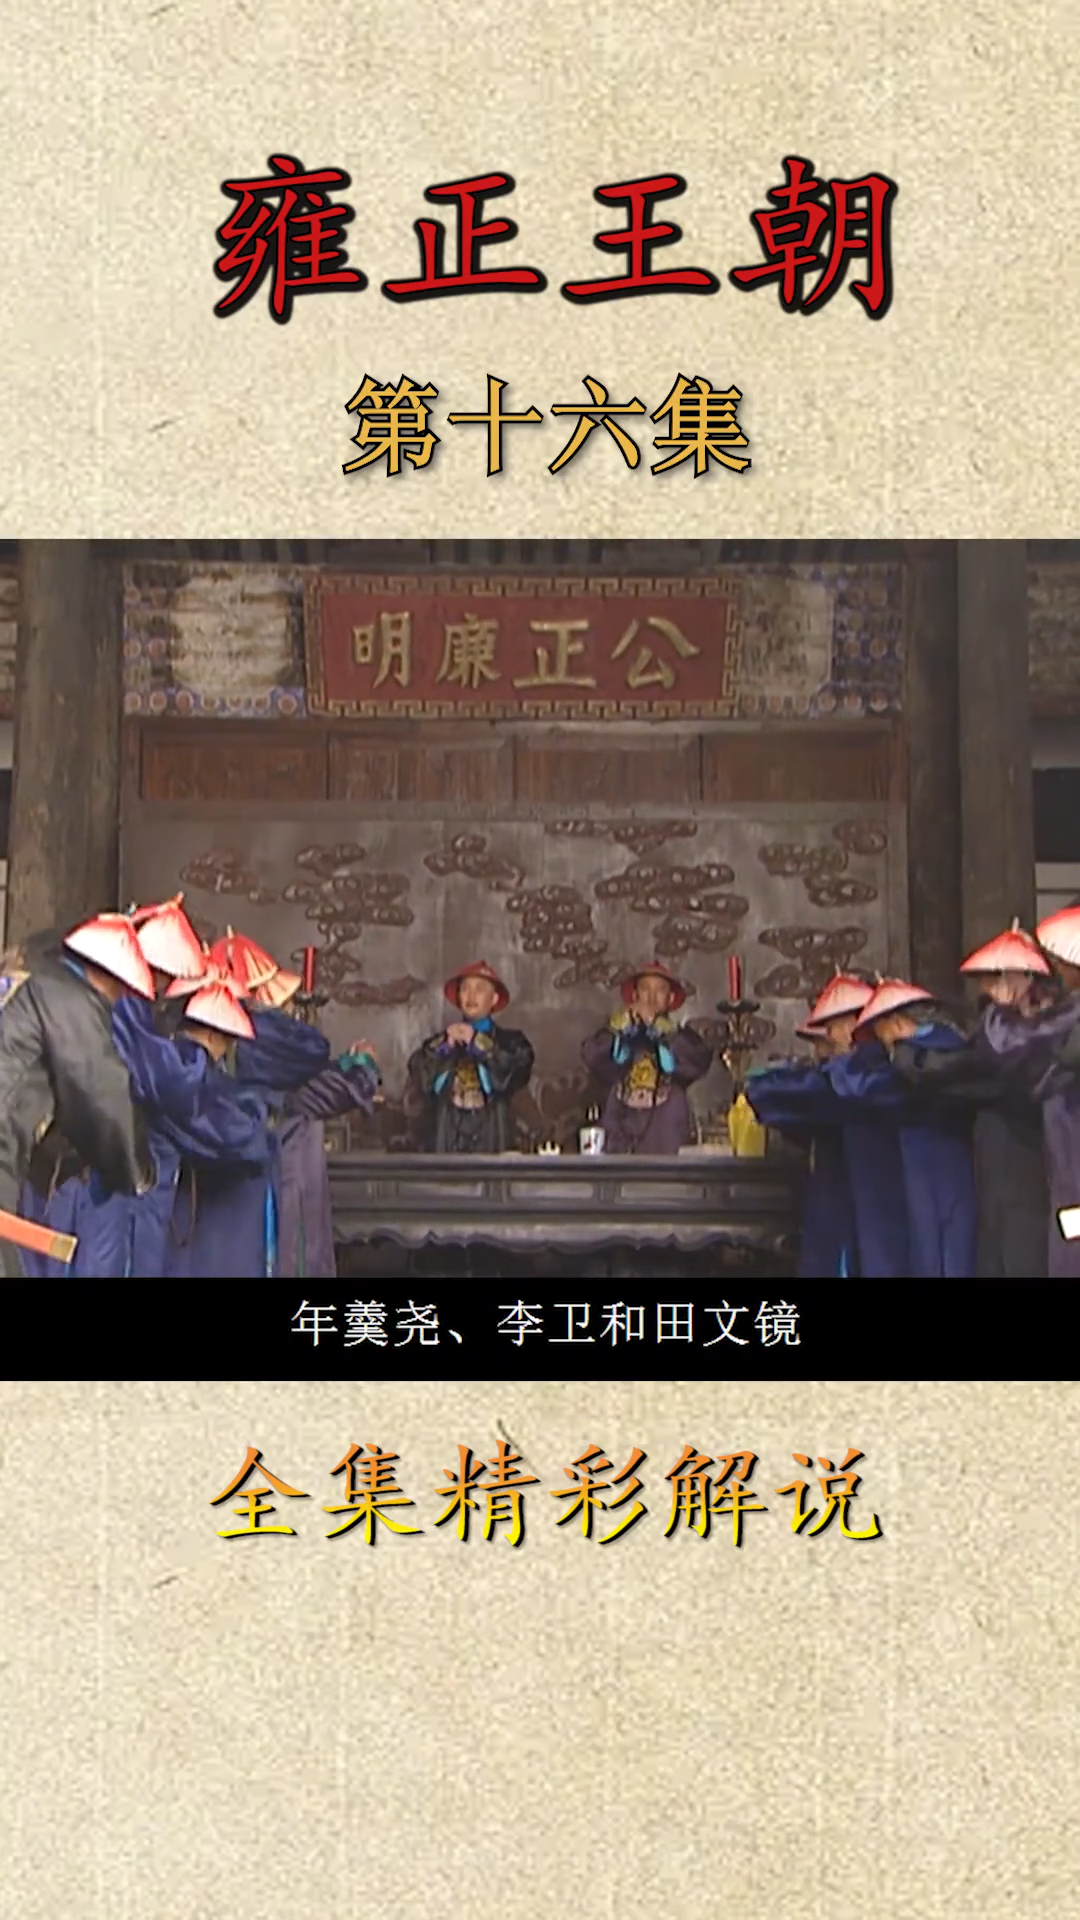 雍正王朝
第十六集
公正廉明
年羹尧、李卫和田文镜
全集精彩解说